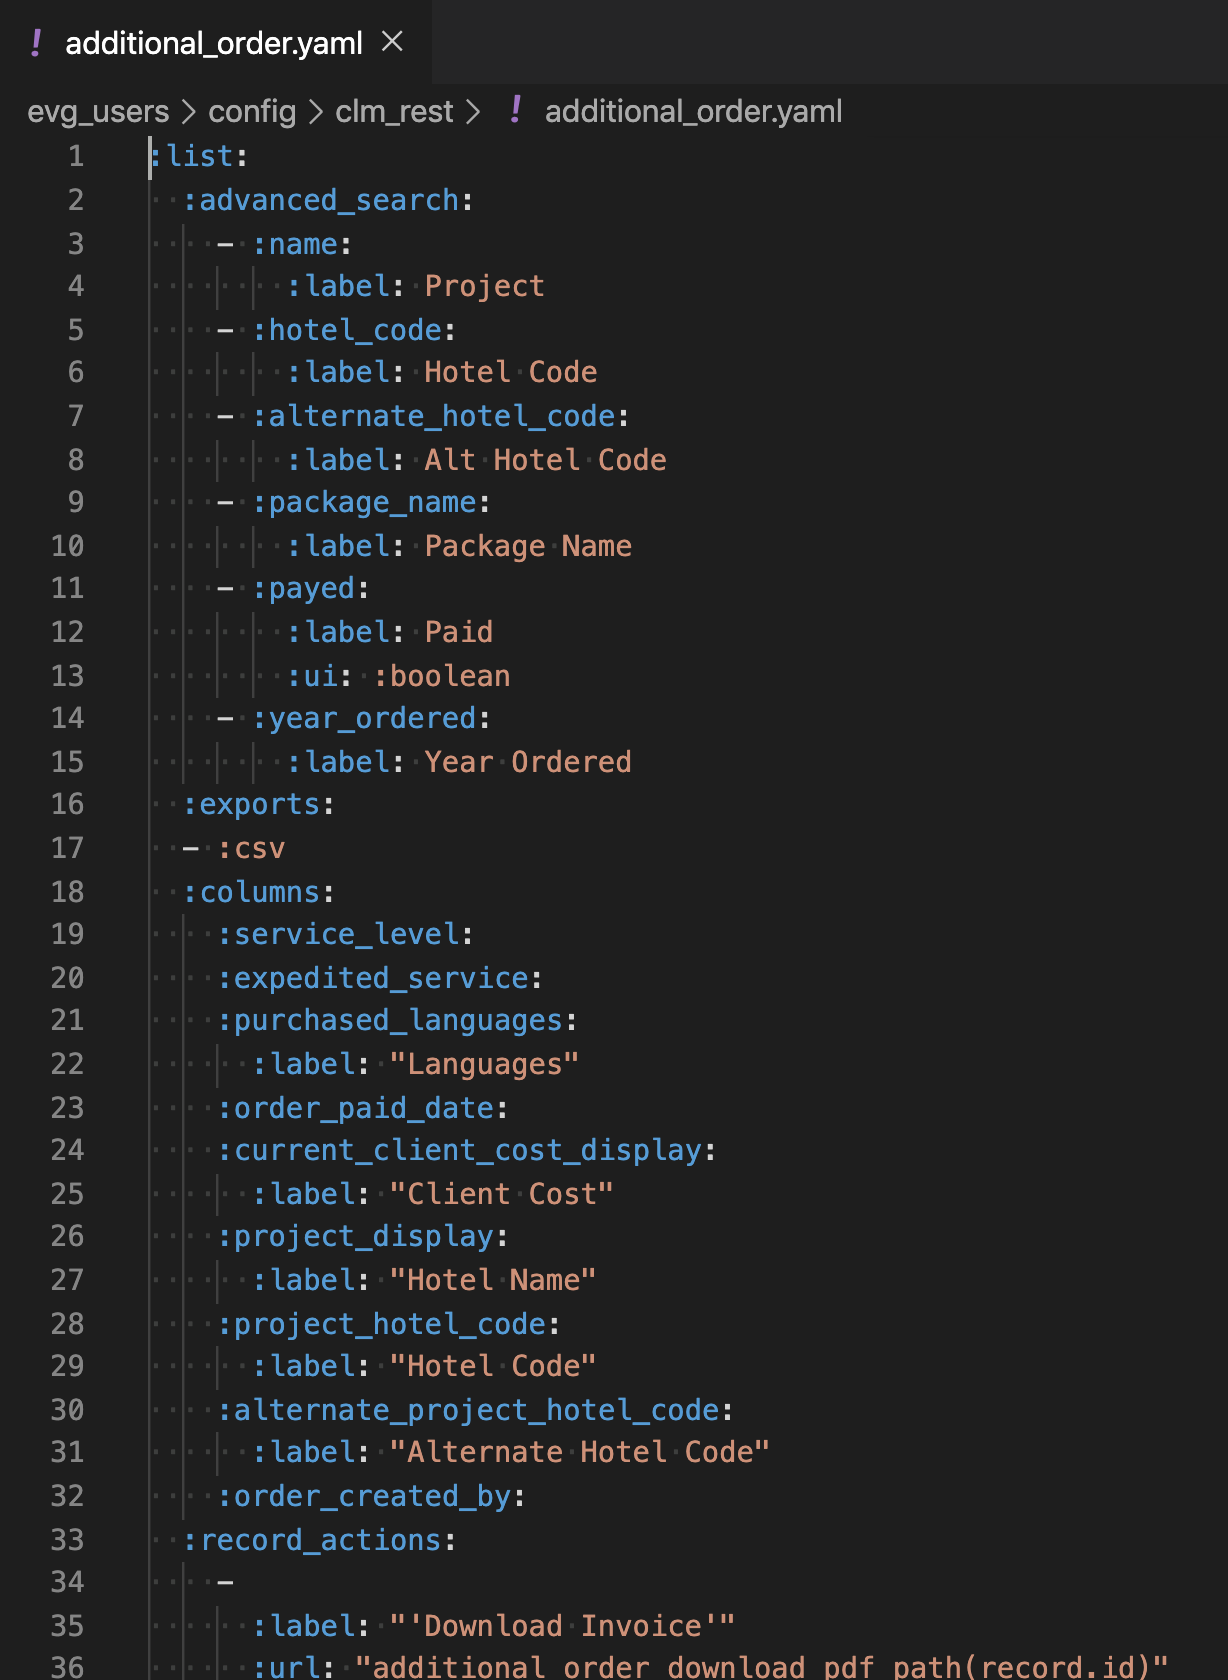 ! additional_order.yaml ×
evg_users > config > clm_rest > ! additional_order.yaml
1 :list:
2   :advanced_search:
3     - :name:
4         :label: Project
5     - :hotel_code:
6         :label: Hotel Code
7     - :alternate_hotel_code:
8         :label: Alt Hotel Code
9     - :package_name:
10         :label: Package Name
11     - :payed:
12         :label: Paid
13         :ui: :boolean
14     - :year_ordered:
15         :label: Year Ordered
16   :exports:
17   - :csv
18   :columns:
19     :service_level:
20     :expedited_service:
21     :purchased_languages:
22       :label: "Languages"
23     :order_paid_date:
24     :current_client_cost_display:
25       :label: "Client Cost"
26     :project_display:
27       :label: "Hotel Name"
28     :project_hotel_code:
29       :label: "Hotel Code"
30     :alternate_project_hotel_code:
31       :label: "Alternate Hotel Code"
32     :order_created_by:
33   :record_actions:
34     -
35       :label: "'Download Invoice'"
36       :url: "additional_order_download_pdf_path(record.id)"